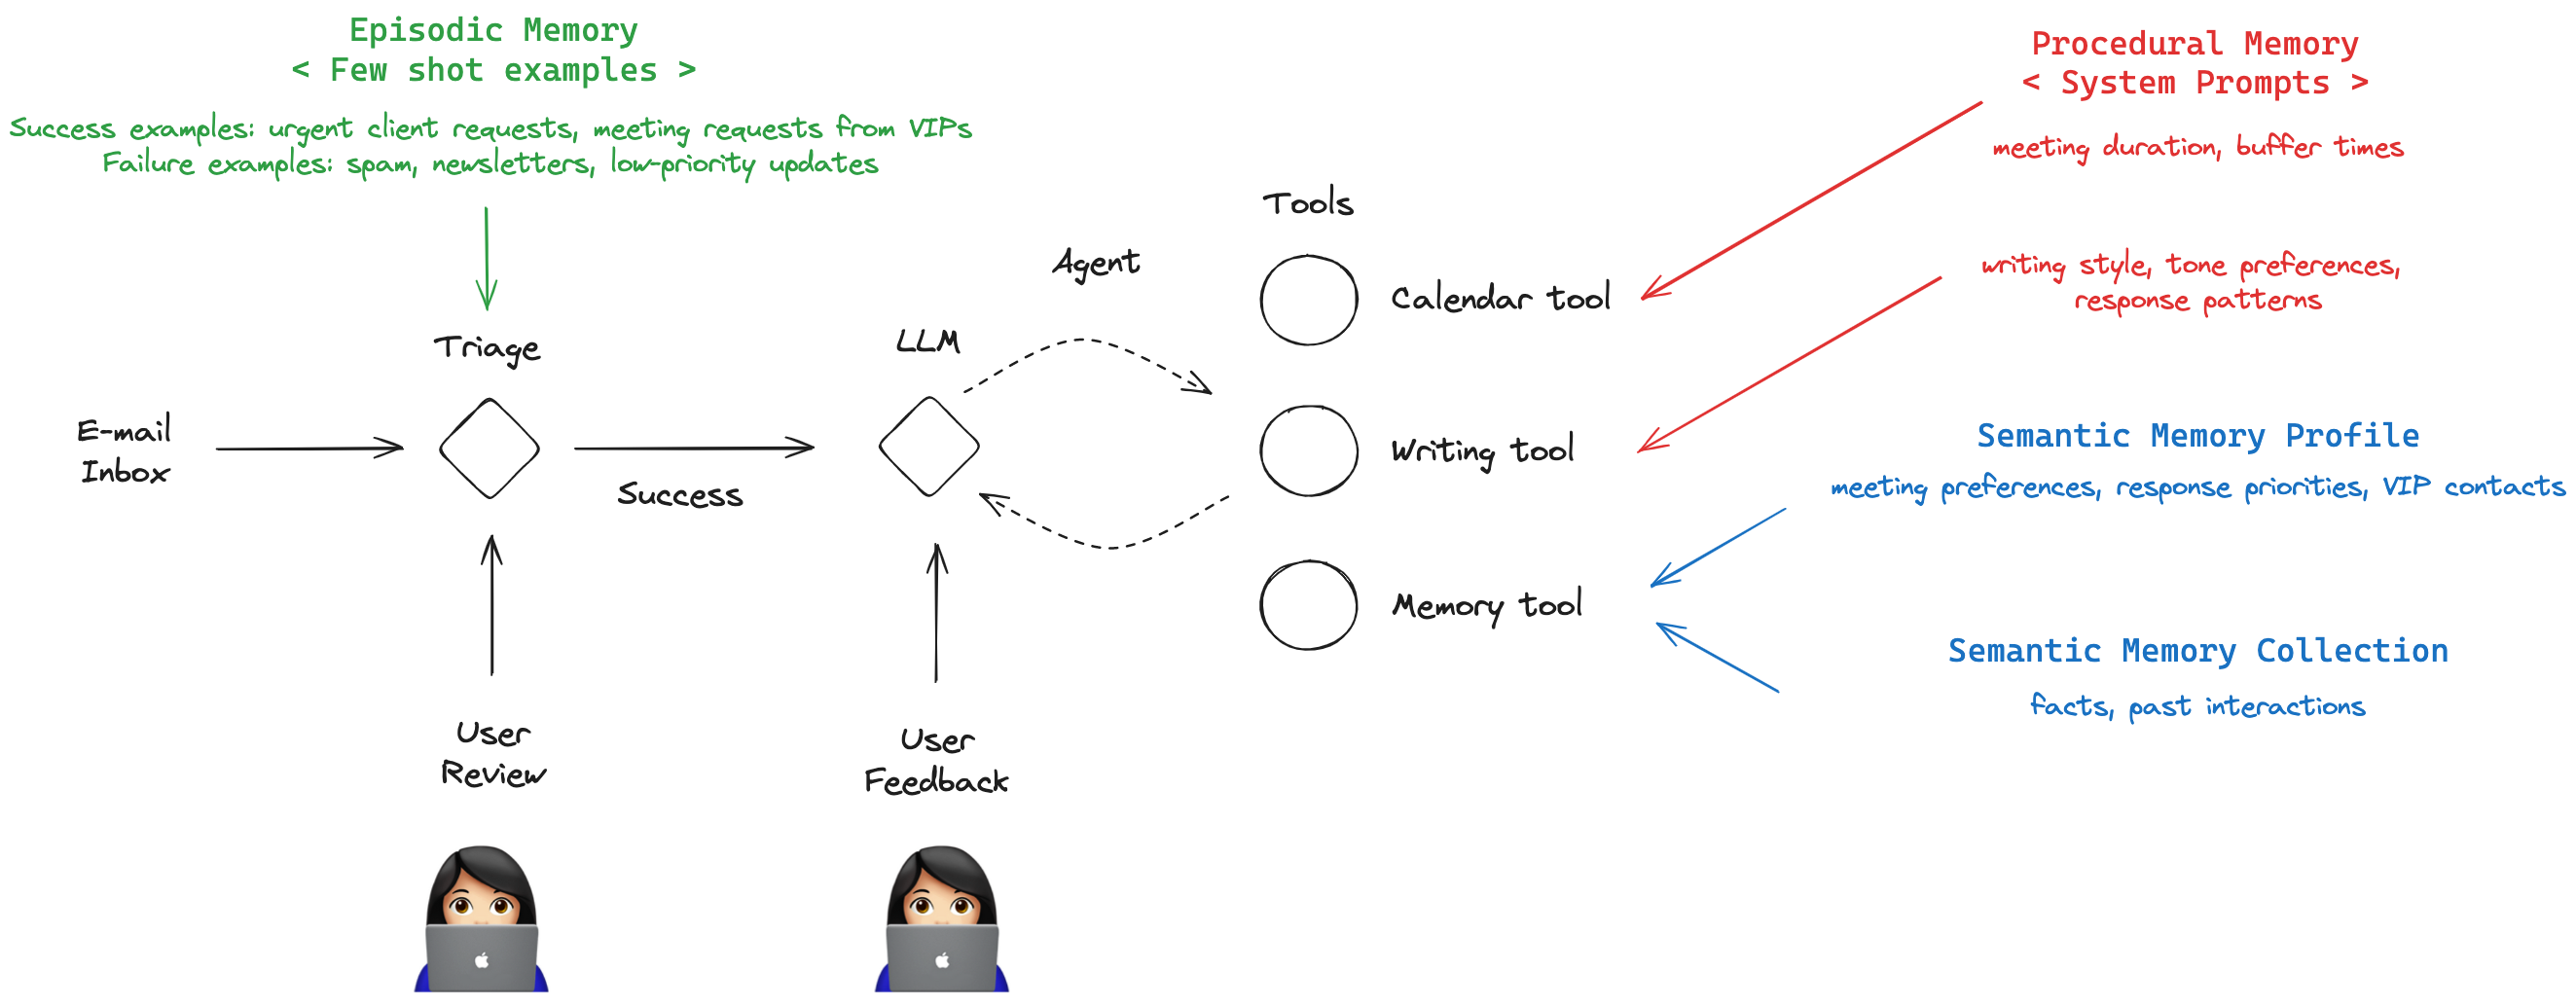 Episodic Memory
< Few shot examples >
Success examples: urgent client requests, meeting requests from VIPs
Failure examples: spam, newsletters, low-priority updates
Triage
E-mail
Inbox
Success
User
Review
LLM
User
Feedback
Agent
Tools
Calendar tool
Writing tool
Memory tool
Procedural Memory
< System Prompts >
meeting duration, buffer times
writing style, tone preferences,
response patterns
Semantic Memory Profile
meeting preferences, response priorities, VIP contacts
Semantic Memory Collection
facts, past interactions